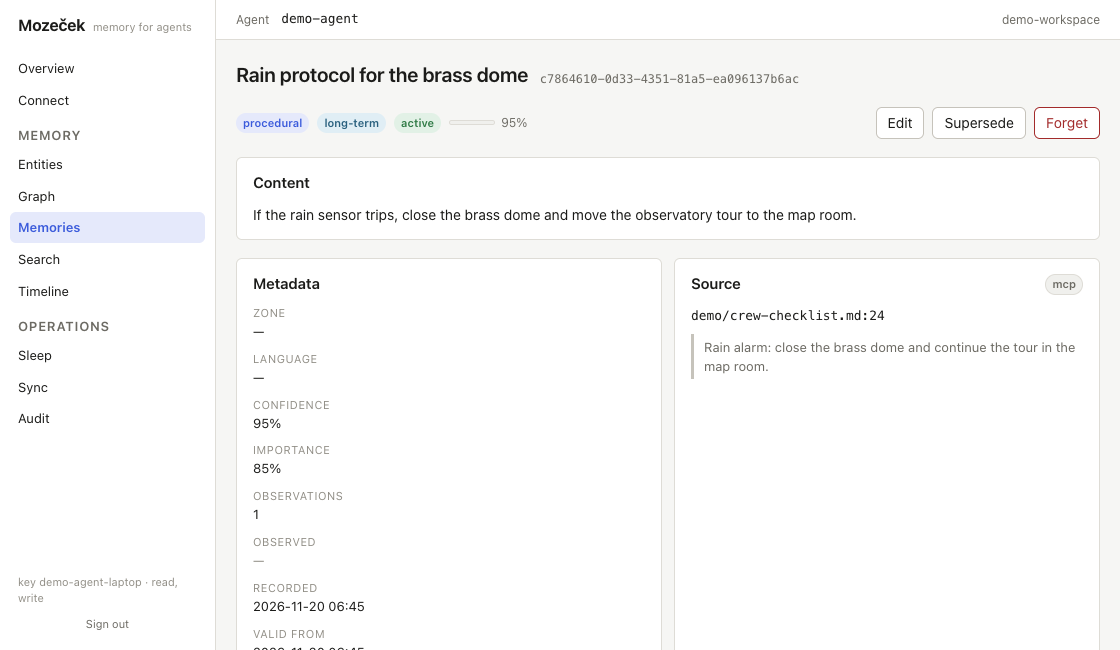 Mozeček memory for agents
Agent demo-agent
demo-workspace
Overview
Connect
MEMORY
Entities
Graph
Memories
Search
Timeline
OPERATIONS
Sleep
Sync
Audit
key demo-agent-laptop · read,
write
Sign out
Rain protocol for the brass dome c7864610-0d33-4351-81a5-ea096137b6ac
procedural long-term active 95%
Edit Supersede Forget
Content
If the rain sensor trips, close the brass dome and move the observatory tour to the map room.
Metadata
ZONE
—
LANGUAGE
—
CONFIDENCE
95%
IMPORTANCE
85%
OBSERVATIONS
1
OBSERVED
—
RECORDED
2026-11-20 06:45
VALID FROM
Source mcp
demo/crew-checklist.md:24
Rain alarm: close the brass dome and continue the tour in the
map room.